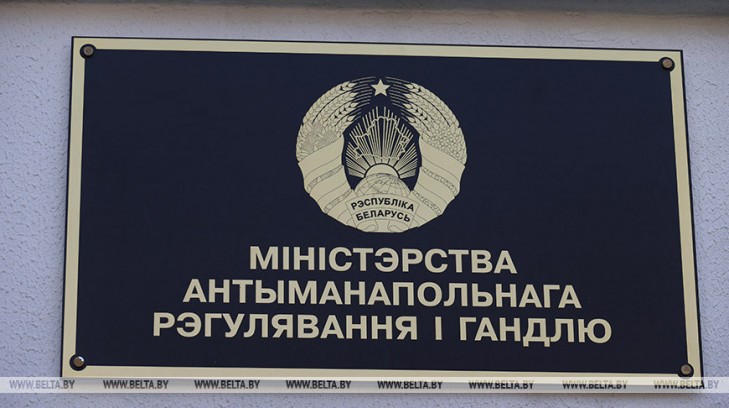 РЭСПУБЛІКА
БЕЛАРУСЬ
МІНІСТЭРСТВА
АНТЫМАНАПОЛЬНАГА
РЭГУЛЯВАННЯ І ГАНДЛЮ
WWW.BELTA.BY WWW.BELTA.BY WWW.BELTA.BY WWW.BELTA.BY WWW.BELTA.BY WWW.BELTA.BY WWW.BELTA.BY WWW.BELTA.BY